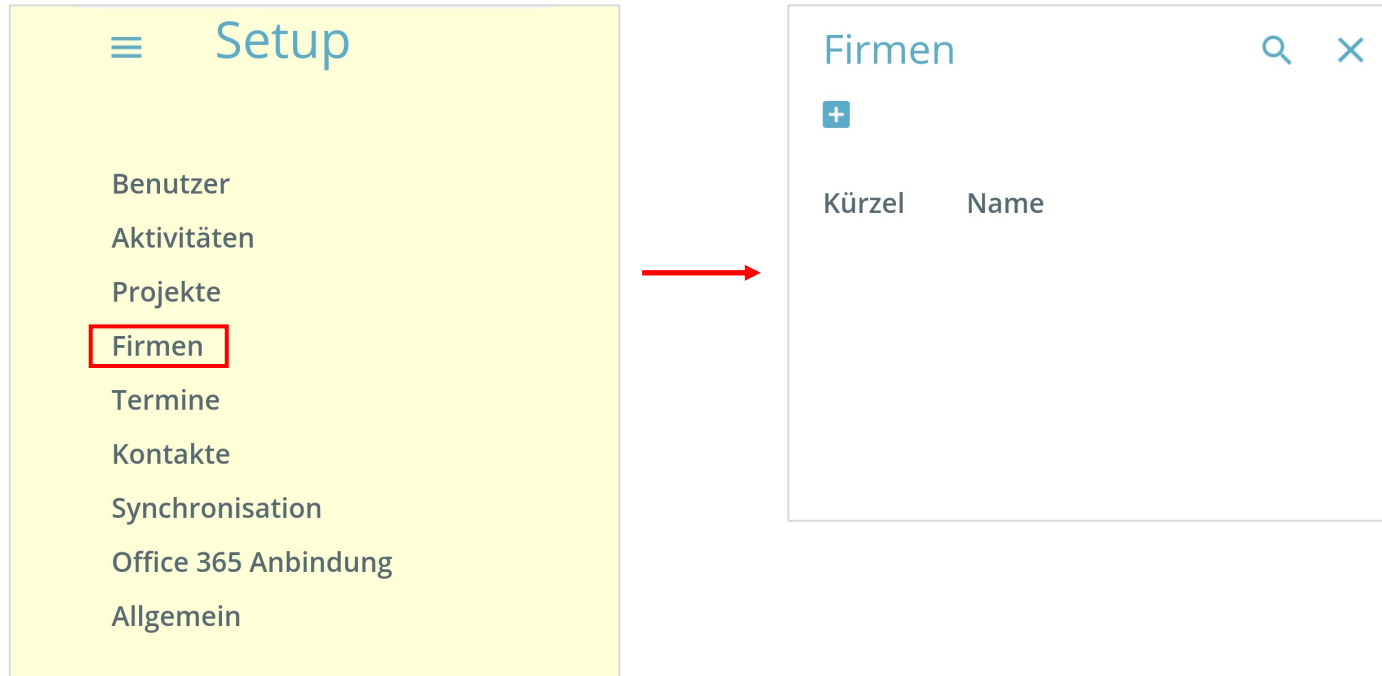 Setup
Benutzer
Aktivitäten
Projekte
Firmen
Termine
Kontakte
Synchronisation
Office 365 Anbindung
Allgemein
Firmen
Kürzel Name